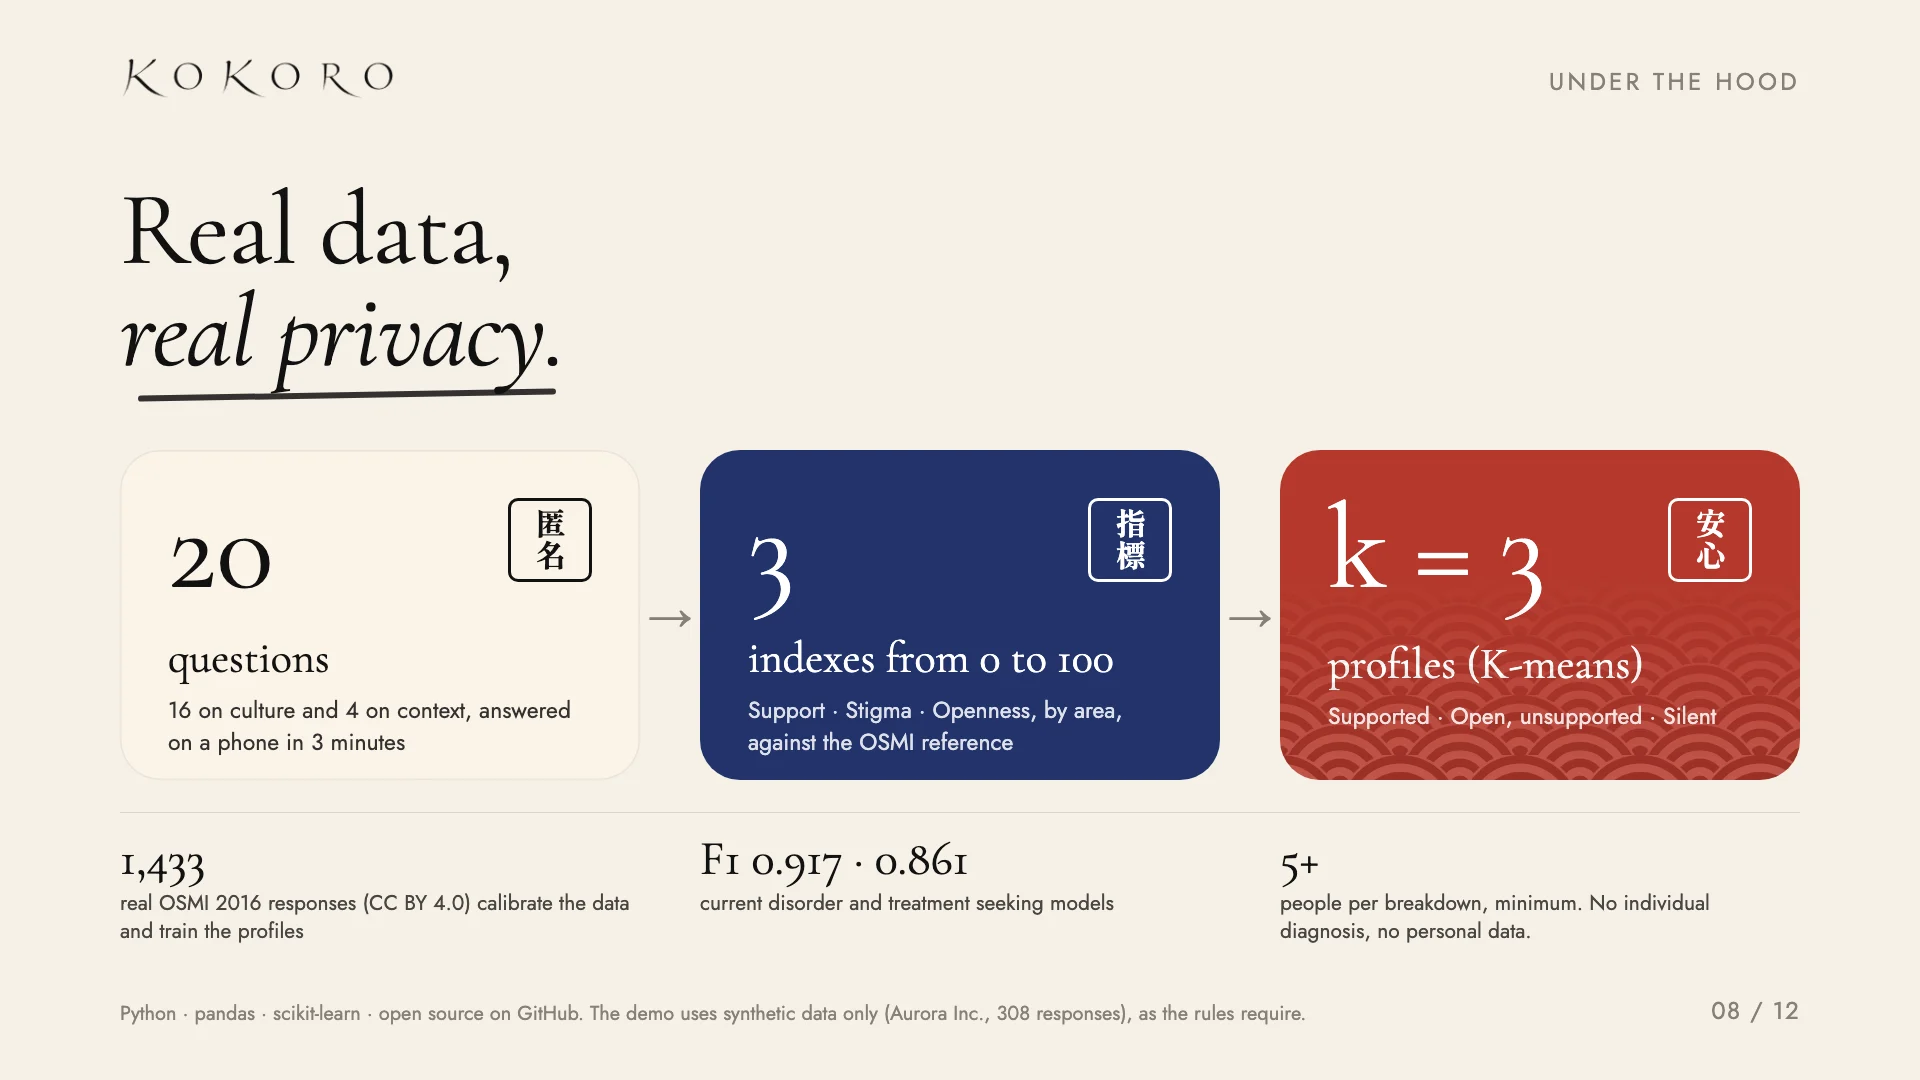 KOKORO
UNDER THE HOOD
Real data,
real privacy.
20
匿名
questions
16 on culture and 4 on context, answered
on a phone in 3 minutes
→
3
指標
indexes from 0 to 100
Support · Stigma · Openness, by area,
against the OSMI reference
→
k = 3
安心
profiles (K-means)
Supported · Open, unsupported · Silent
1,433
real OSMI 2016 responses (CC BY 4.0) calibrate the data
and train the profiles
F1 0.917 · 0.861
current disorder and treatment seeking models
5+
people per breakdown, minimum. No individual
diagnosis, no personal data.
Python · pandas · scikit-learn · open source on GitHub. The demo uses synthetic data only (Aurora Inc., 308 responses), as the rules require.
08 / 12